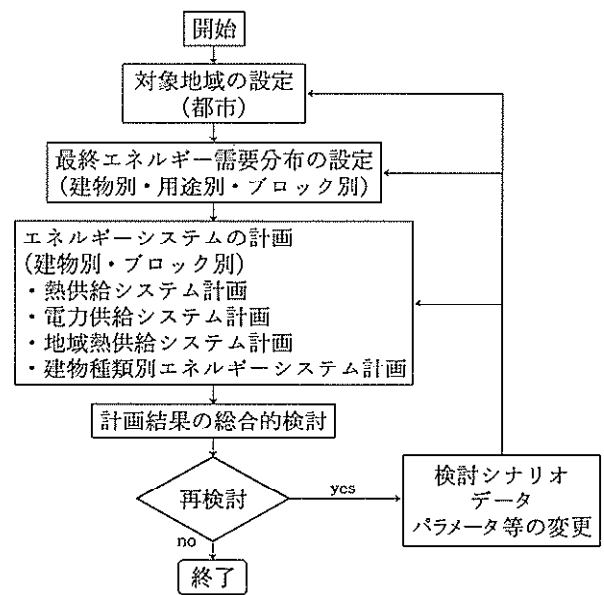 開始
対象地域の設定
(都市)
最終エネルギー需要分布の設定
(建物別・用途別・ブロック別)
エネルギーシステムの計画
(建物別・ブロック別)
・熱供給システム計画
・電力供給システム計画
・地域熱供給システム計画
・建物種類別エネルギーシステム計画
計画結果の総合的検討
再検討
yes
検討シナリオ
データ
パラメータ等の変更
no
終了